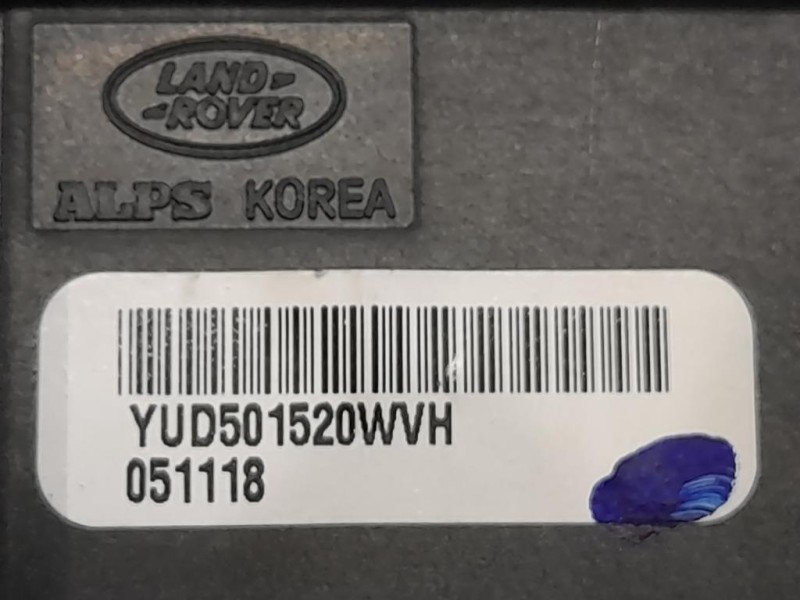 LAND
ROVER
ALPS KOREA
YUD501520WVH
051118